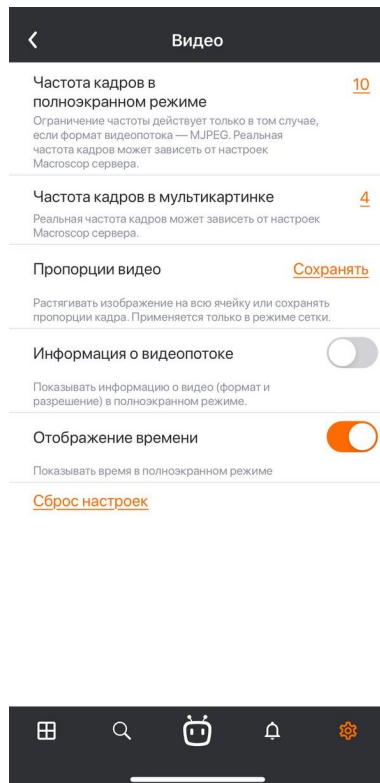 Видео
Частота кадров в 10
полноэкранном режиме
Ограничение частоты действует только в том случае,
если формат видеопотока — MJPEG. Реальная
частота кадров может зависеть от настроек
Macroscop сервера.
Частота кадров в мультикартинке 4
Реальная частота кадров может зависеть от настроек
Macroscop сервера.
Пропорции видео Сохранять
Растягивать изображение на всю ячейку или сохранять
пропорции кадра. Применяется только в режиме сетки.
Информация о видеопотоке
Показывать информацию о видео (формат и
разрешение) в полноэкранном режиме.
Отображение времени
Показывать время в полноэкранном режиме
Сброс настроек